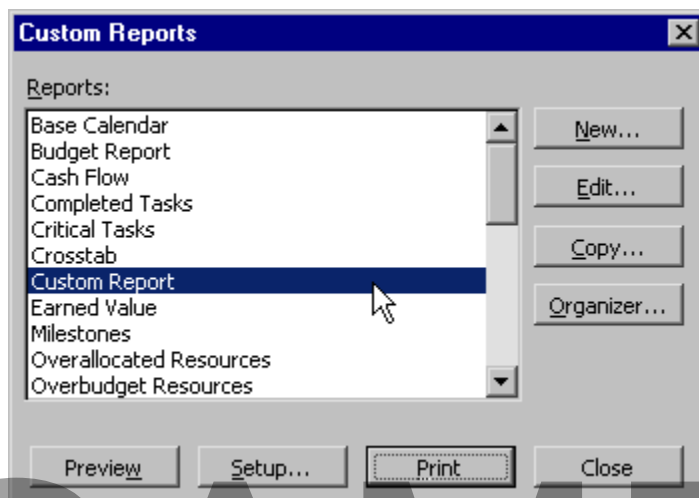 Custom Reports
Reports:
Base Calendar
Budget Report
Cash Flow
Completed Tasks
Critical Tasks
Crosstab
Custom Report
Earned Value
Milestones
Overallocated Resources
Overbudget Resources
New...
Edit...
Copy...
Organizer...
Preview
Setup...
Print
Close